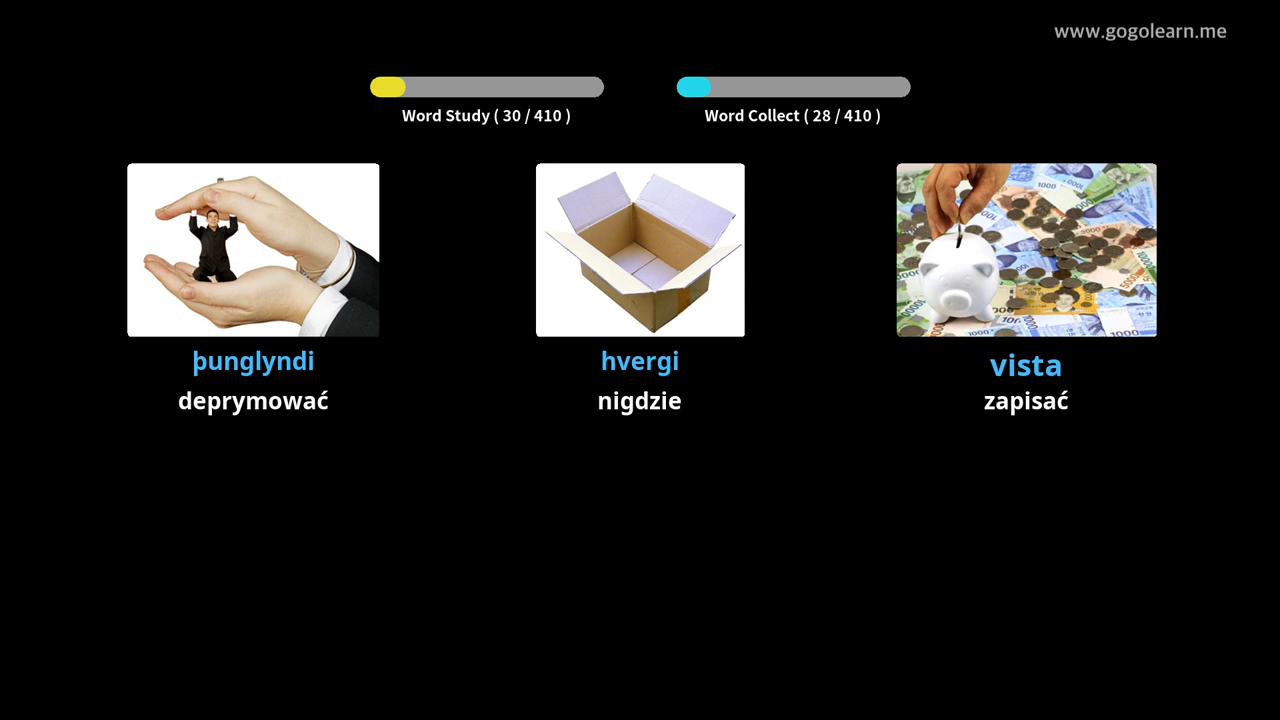 www.gogolearn.me
Word Study ( 30 / 410 )
Word Collect ( 28 / 410 )
þunglyndi
hvergi
vista
deprymować
nigdzie
zapisać